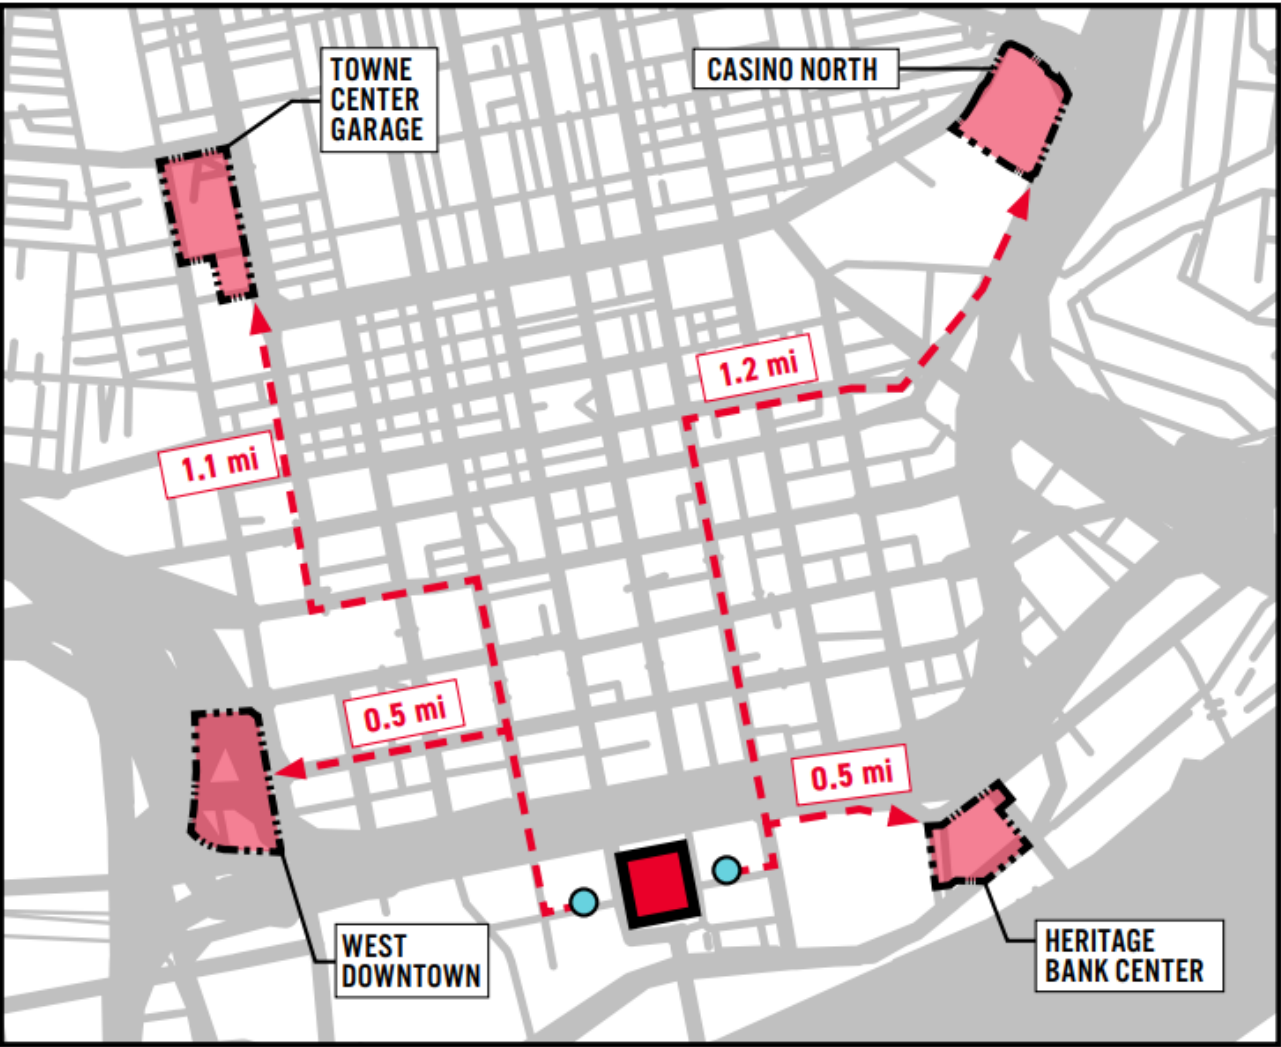 TOWNE
CENTER
GARAGE
CASINO NORTH
1.2 mi
1.1 mi
0.5 mi
0.5 mi
WEST
DOWNTOWN
HERITAGE
BANK CENTER